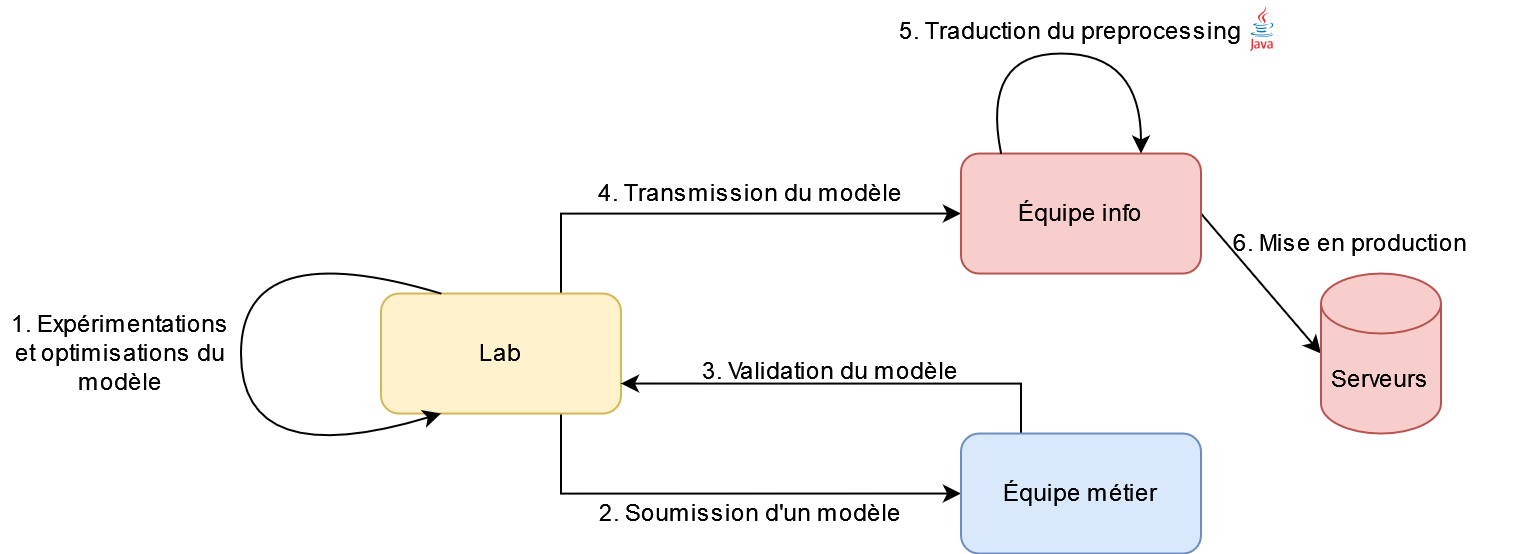 5. Traduction du preprocessing
Java
4. Transmission du modèle
Équipe info
6. Mise en production
1. Expérimentations
et optimisations du
modèle
Lab
3. Validation du modèle
Serveurs
Équipe métier
2. Soumission d'un modèle